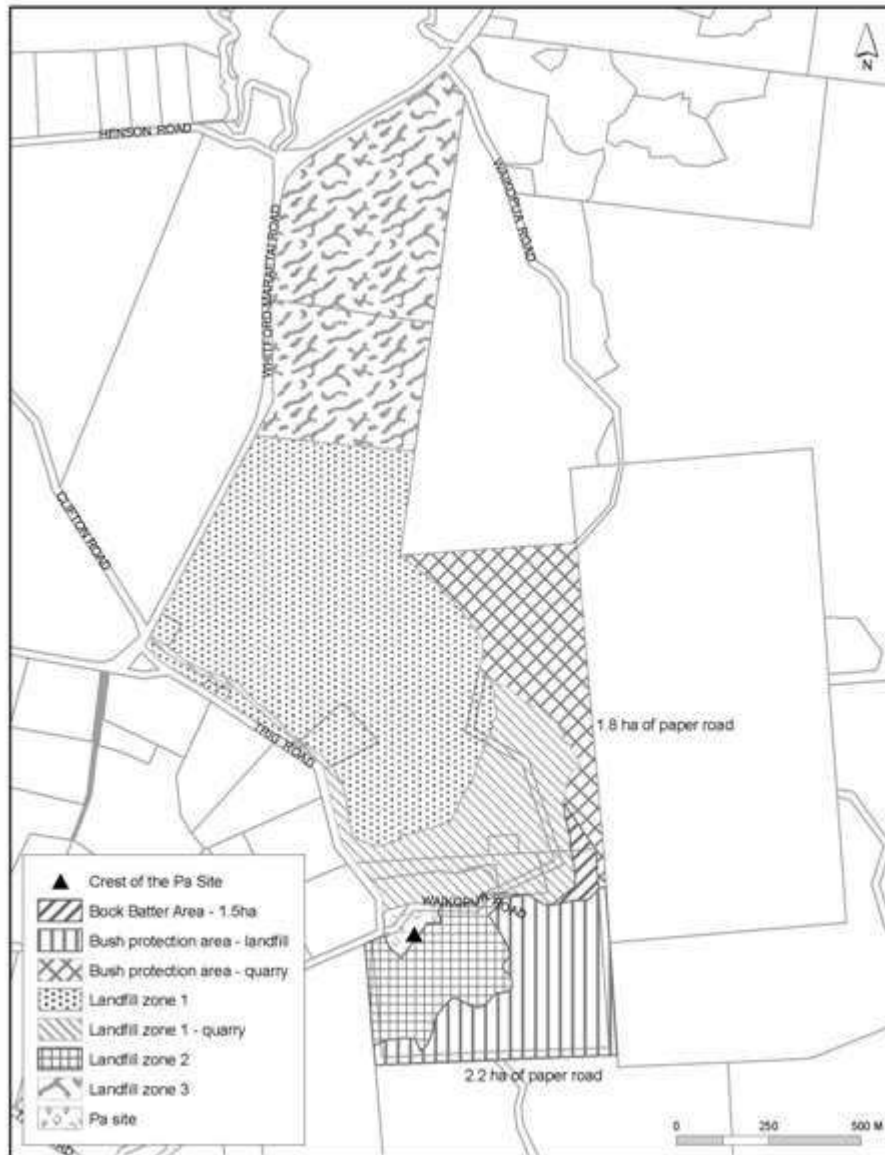 N
HENSON ROAD
WAIKOPUA ROAD
WHITFORD-MARAETAI ROAD
CLIFTON ROAD
1.8 ha of paper road
TRIG ROAD
WAIKOPUA ROAD
Crest of the Pa Site
Bock Batter Area - 1.5ha
Bush protection area - landfill
Bush protection area - quarry
Landfill zone 1
Landfill zone 1 - quarry
Landfill zone 2
Landfill zone 3
Pa site
2.2 ha of paper road
0 250 500 M